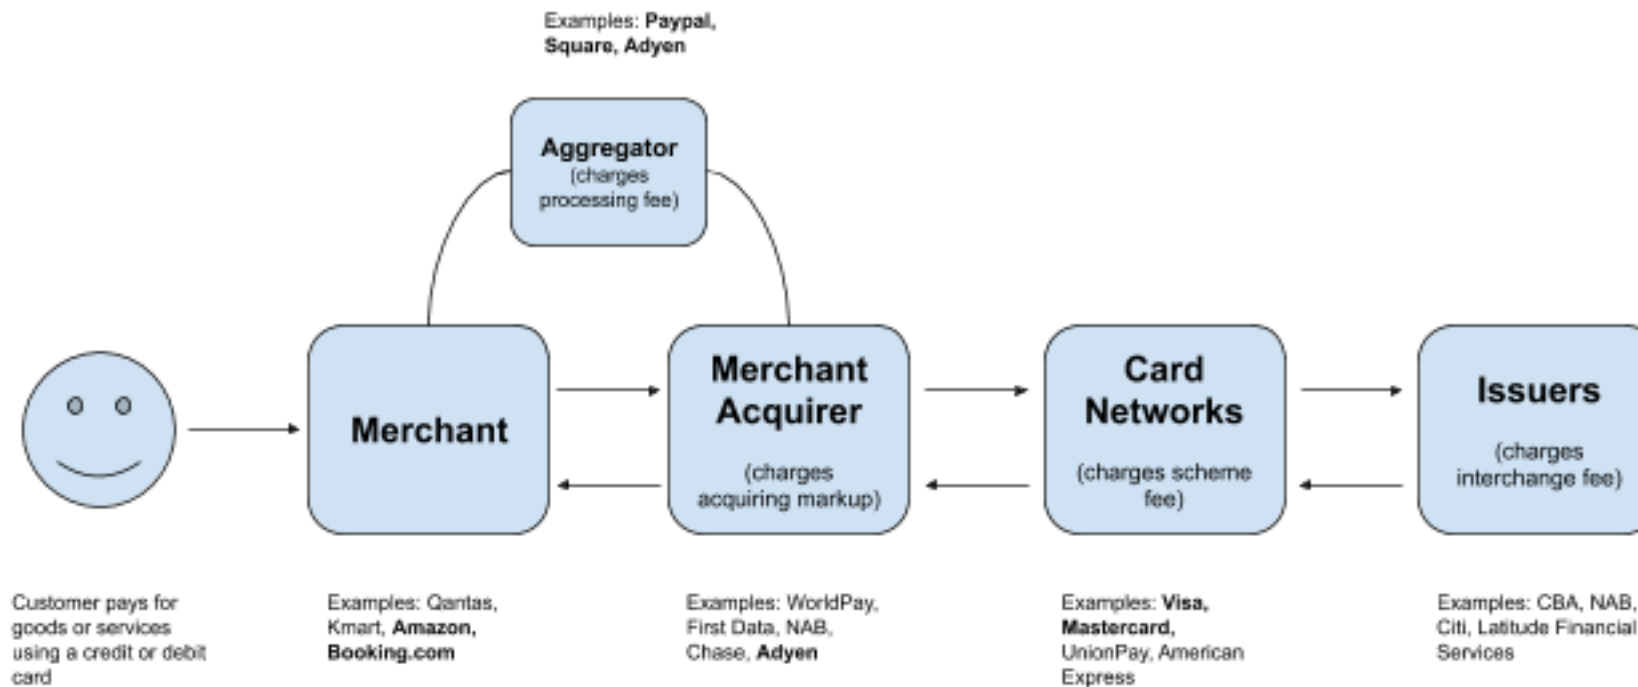 Examples: Paypal,
Square, Adyen
Aggregator
(charges
processing fee)
Merchant
Merchant
Acquirer
(charges
acquiring markup)
Card
Networks
(charges scheme
fee)
Issuers
(charges
interchange fee)
Customer pays for
goods or services
using a credit or debit
card
Examples: Qantas,
Kmart, Amazon,
Booking.com
Examples: WorldPay,
First Data, NAB,
Chase, Adyen
Examples: Visa,
Mastercard,
UnionPay, American
Express
Examples: CBA, NAB,
Citi, Latitude Financial
Services